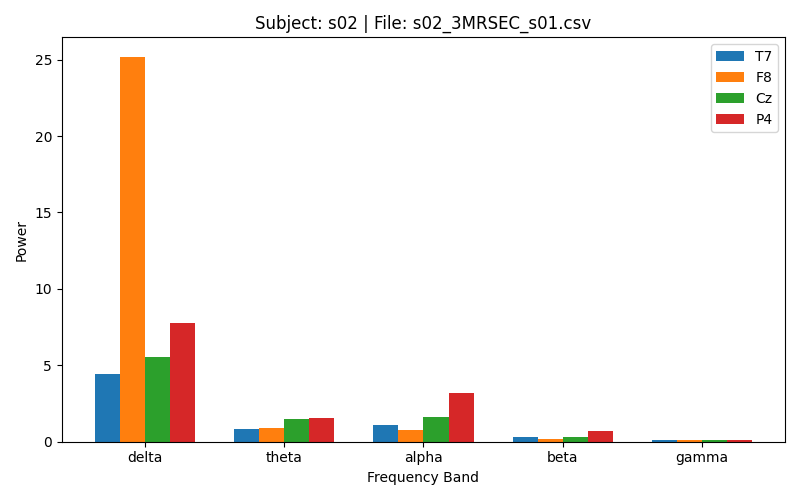 Subject: s02 | File: s02_3MRSEC_s01.csv
T7
F8
Cz
P4
25
20
15
10
5
0
Power
delta theta alpha beta gamma
Frequency Band